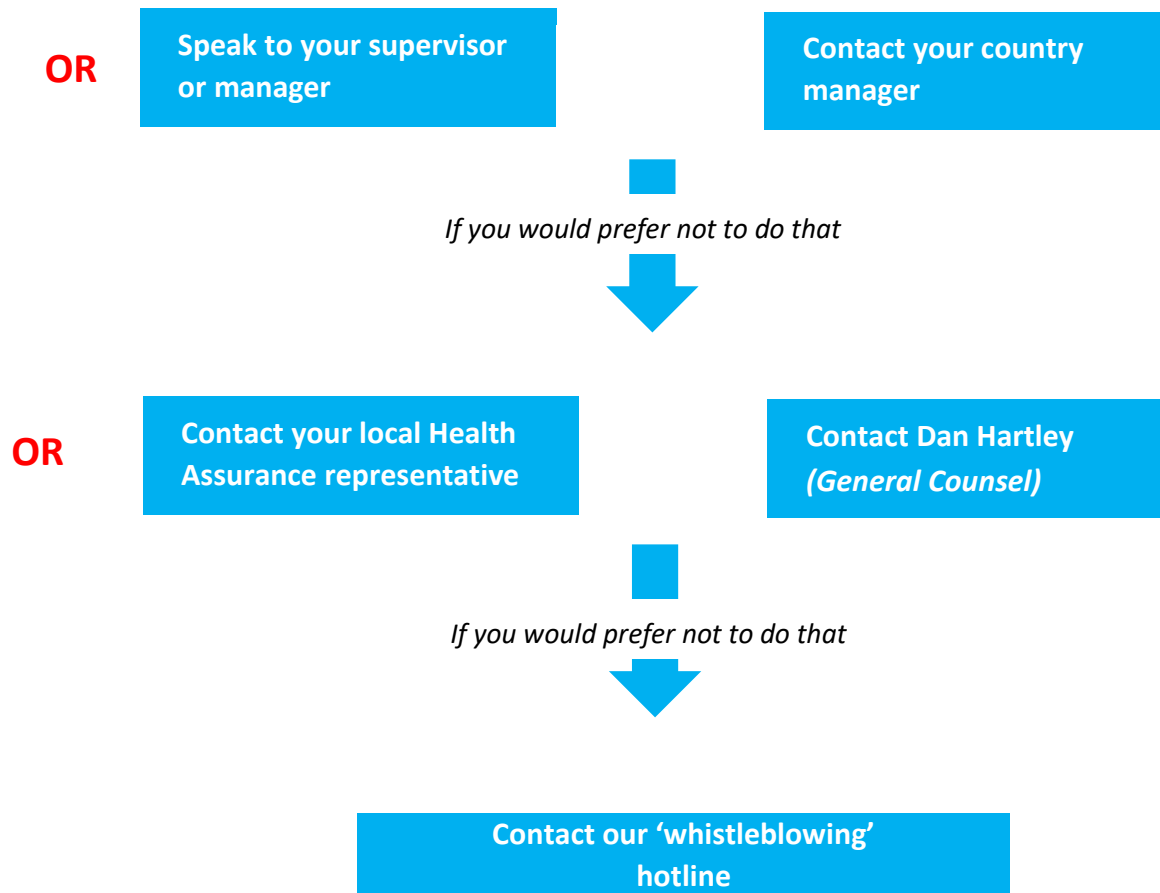 OR
Speak to your supervisor
or manager
Contact your country
manager
If you would prefer not to do that
OR
Contact your local Health
Assurance representative
Contact Dan Hartley
(General Counsel)
If you would prefer not to do that
Contact our ‘whistleblowing’
hotline